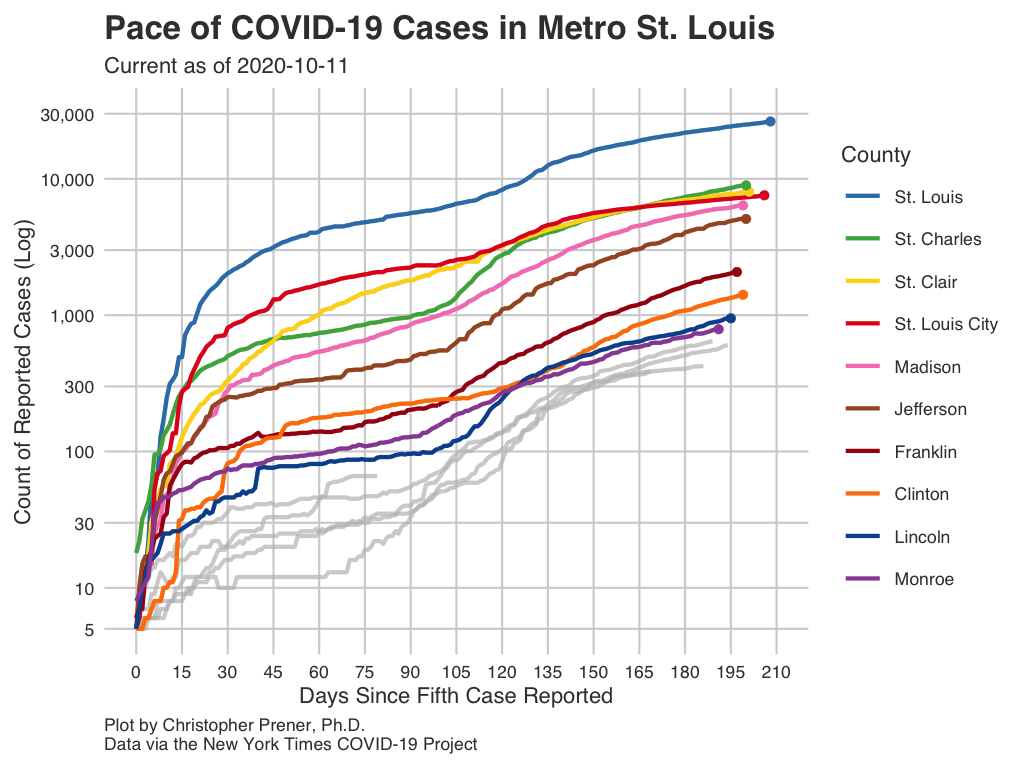 Pace of COVID-19 Cases in Metro St. Louis
Current as of 2020-10-11
Count of Reported Cases (Log)
30,000
10,000
3,000
1,000
300
100
30
10
5
0 15 30 45 60 75 90 105 120 135 150 165 180 195 210
Days Since Fifth Case Reported
County
St. Louis
St. Charles
St. Clair
St. Louis City
Madison
Jefferson
Franklin
Clinton
Lincoln
Monroe
Plot by Christopher Prener, Ph.D.
Data via the New York Times COVID-19 Project